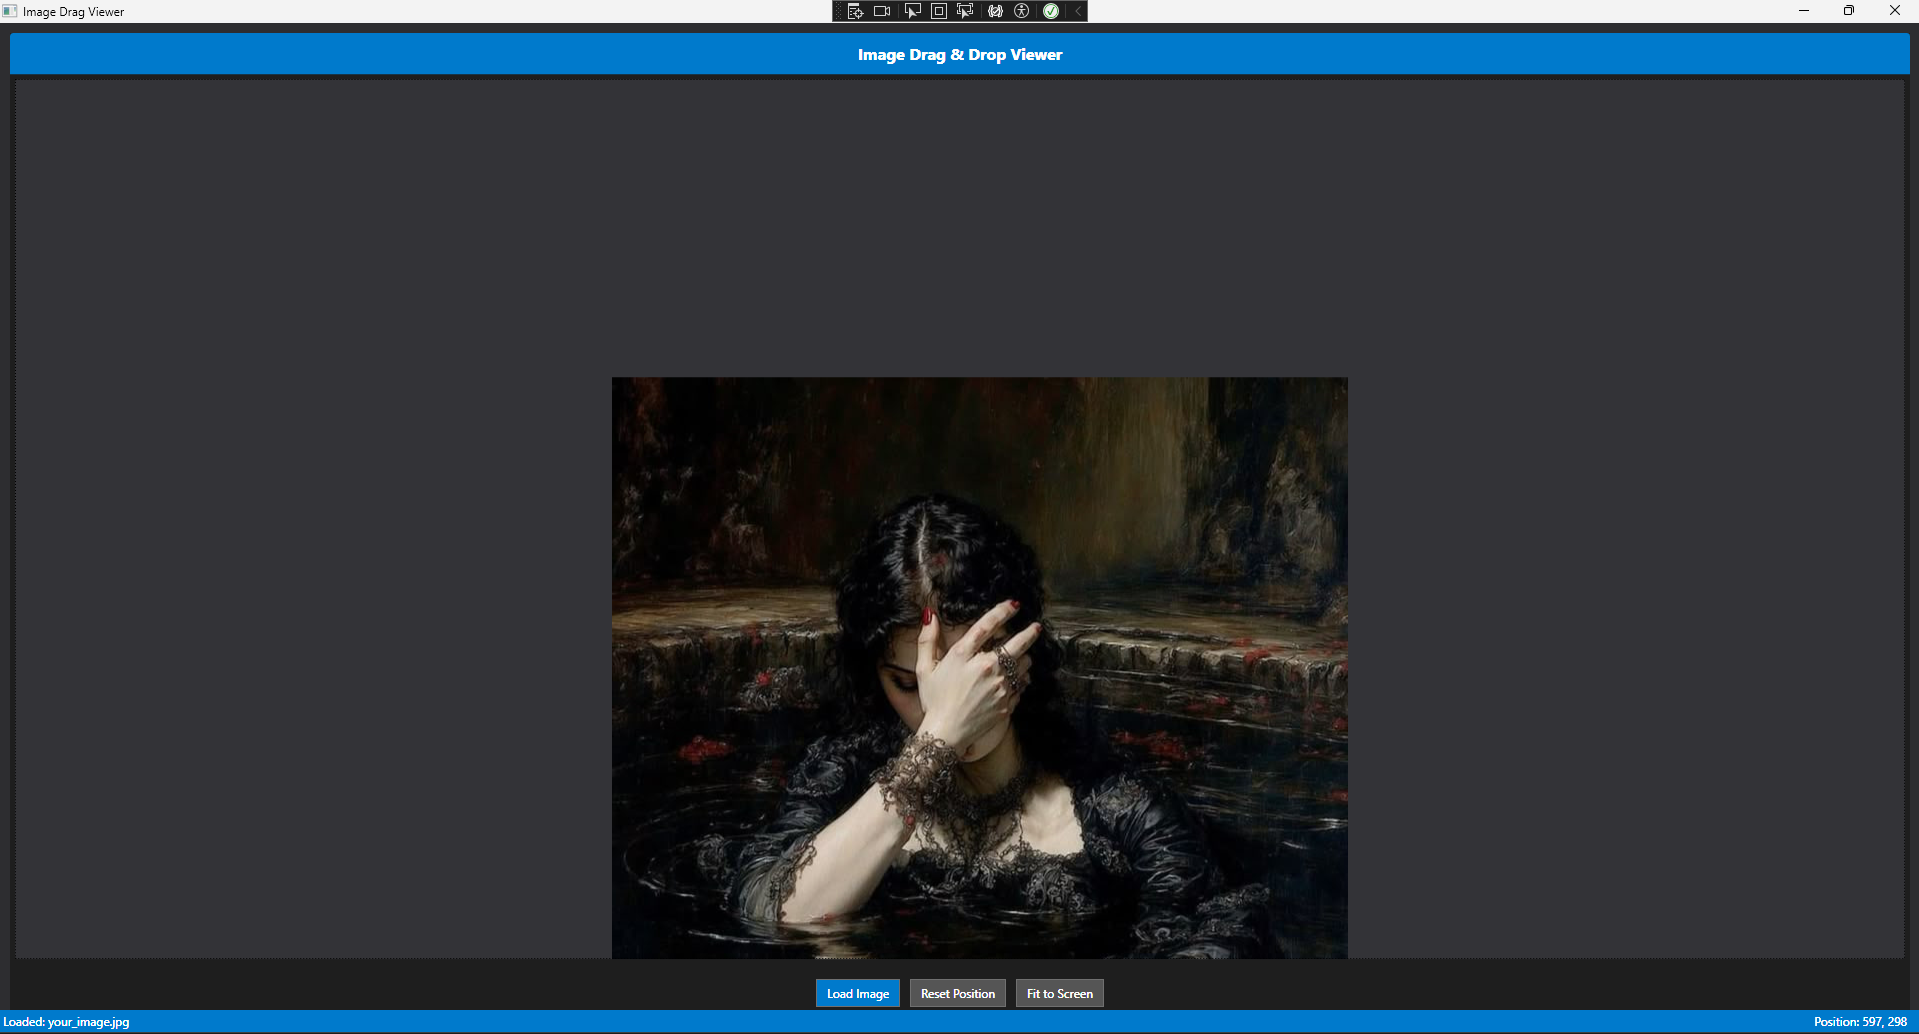 Image Drag Viewer
Image Drag & Drop Viewer
Load Image
Reset Position
Fit to Screen
Loaded: your_image.jpg
Position: 597, 298